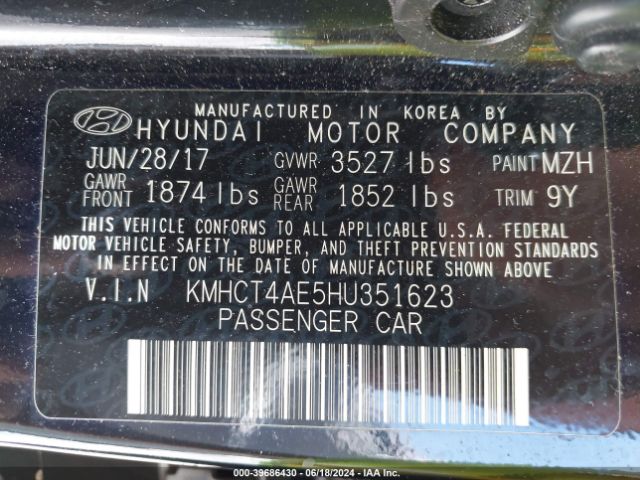 MANUFACTURED IN KOREA BY
HYUNDAI MOTOR COMPANY
JUN/28/17 GVWR 3527 lbs PAINT MZH
GAWR FRONT 1874 lbs GAWR REAR 1852 lbs TRIM 9Y
THIS VEHICLE CONFORMS TO ALL APPLICABLE U.S.A. FEDERAL
MOTOR VEHICLE SAFETY, BUMPER, AND THEFT PREVENTION STANDARDS
IN EFFECT ON THE DATE OF MANUFACTURE SHOWN ABOVE
V.I.N KMHCT4AE5HU351623
PASSENGER CAR
000-39686430 - 06/18/2024 - IAA Inc.